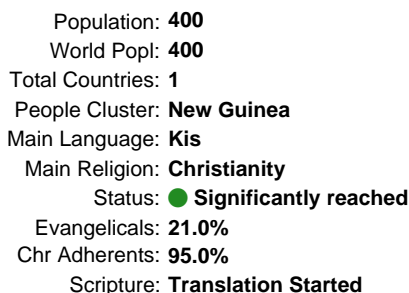 Population: 400
World Popl: 400
Total Countries: 1
People Cluster: New Guinea
Main Language: Kis
Main Religion: Christianity
Status: Significantly reached
Evangelicals: 21.0%
Chr Adherents: 95.0%
Scripture: Translation Started